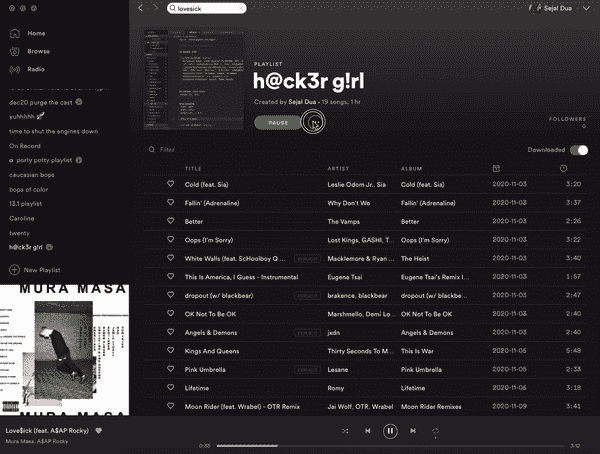 lovesick
Sejal Dua
Home
Browse
Radio
dec20 purge the cast
yuhhhhh 🚀
time to shut the engines down
On Record
o porty patty playlist
caucasian bops
bops of color
13.1 playlist
Caroline
twenty
h@ck3r g!rl
New Playlist
PLAYLIST
h@ck3r g!rl
Created by Sejal Dua • 19 songs, 1 hr
PAUSE
FOLLOWERS
0
Filter
Downloaded
TITLE ARTIST ALBUM
Cold (feat. Sia) Leslie Odom Jr., Sia Cold (feat. Sia) 2020-11-03 3:20
Fallin' (Adrenaline) Why Don't We Fallin' (Adrenaline) 2020-11-03 3:37
Better The Vamps Better 2020-11-03 2:26
Oops (I'm Sorry) Lost Kings, GASHI, T... Oops (I'm Sorry) 2020-11-03 3:22
White Walls (feat. ScHoolboy Q ... EXPLICIT Macklemore & Ryan ... The Heist 2020-11-03 3:40
This Is America, I Guess - Instrumental Eugene Tsai Eugene Tsai's Remix I... 2020-11-03 1:57
dropout (w/ blackbear) EXPLICIT brakence, blackbear dropout (w/ blackbe... 2020-11-03 2:47
OK Not To Be OK Marshmello, Demi Lo... OK Not To Be OK 2020-11-03 2:40
Angels & Demons EXPLICIT jxdn Angels & Demons 2020-11-03 2:40
Kings And Queens Thirty Seconds To M... This Is War 2020-11-05 5:48
Pink Umbrella EXPLICIT Lesane Pink Umbrella 2020-11-05 2:33
Lifetime Romy Lifetime 2020-11-05 3:18
Moon Rider (feat. Wrabel) - OTR Remix Jai Wolf, OTR, Wrabel Moon Rider Remixes 2020-11-09 3:41
MURA MASA
Love$ick (feat. A$AP Rocky)
Mura Masa, A$AP Rocky
0:33 3:12